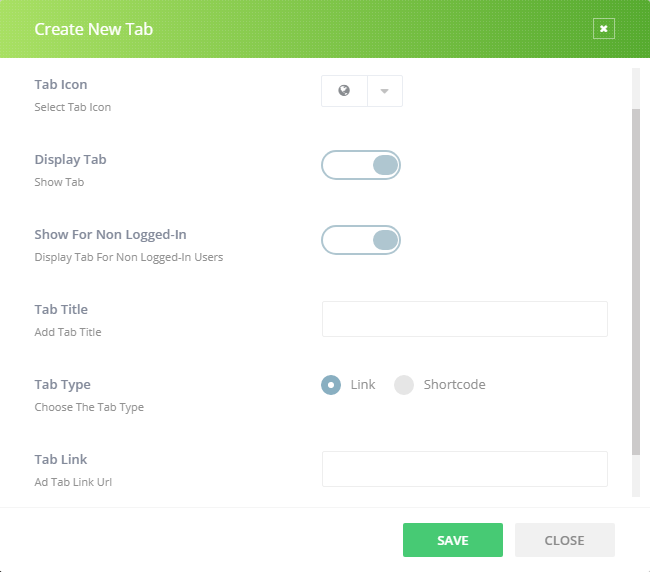 Create New Tab
Tab Icon
Select Tab Icon
Display Tab
Show Tab
Show For Non Logged-In
Display Tab For Non Logged-In Users
Tab Title
Add Tab Title
Tab Type
Link
Shortcode
Choose The Tab Type
Tab Link
Ad Tab Link Url
SAVE
CLOSE